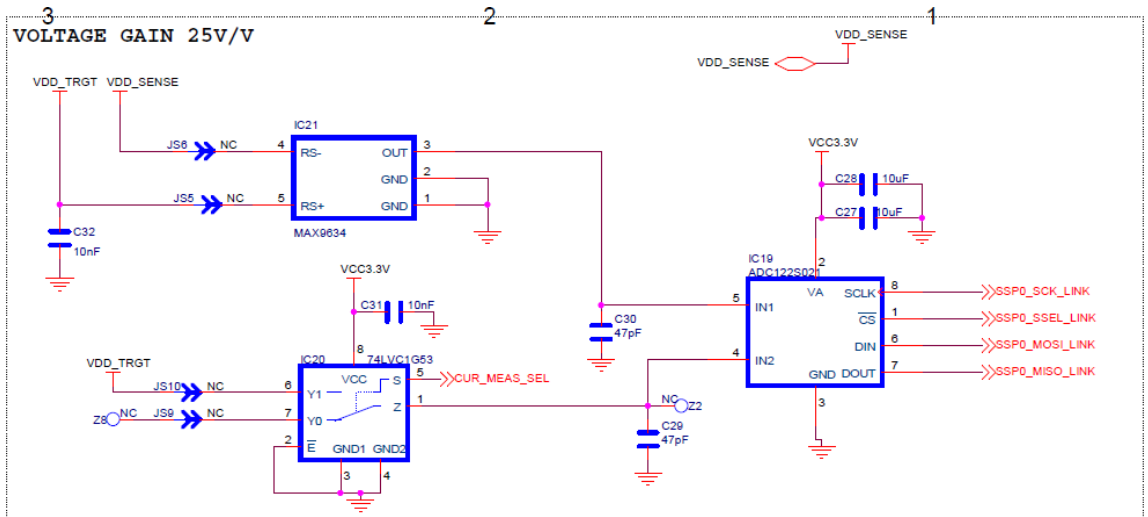 3 2 1
VOLTAGE GAIN 25V/V
VDD_SENSE
VDD_SENSE
VDD_TRGT VDD_SENSE
IC21
JS6 NC 4 RS- OUT 3
GND 2
JS5 NC 5 RS+ GND 1
MAX9634
C32
10nF
VCC3.3V
C28 10uF
C27 10uF
2
IC19
ADC122S021
VA SCLK 8 SSP0_SCK_LINK
5 IN1
CS 1 SSP0_SSEL_LINK
DIN 6 SSP0_MOSI_LINK
4 IN2
GND DOUT 7 SSP0_MISO_LINK
3
C30
47pF
VCC3.3V
C31 10nF
8
IC20 74LVC1G53
VDD_TRGT
VCC S 5 CUR_MEAS_SEL
JS10 NC 6 Y1
Z 1
NC Z2
Z8 NC JS9 NC 7 Y0
2 E GND1 GND2
3 4
C29
47pF